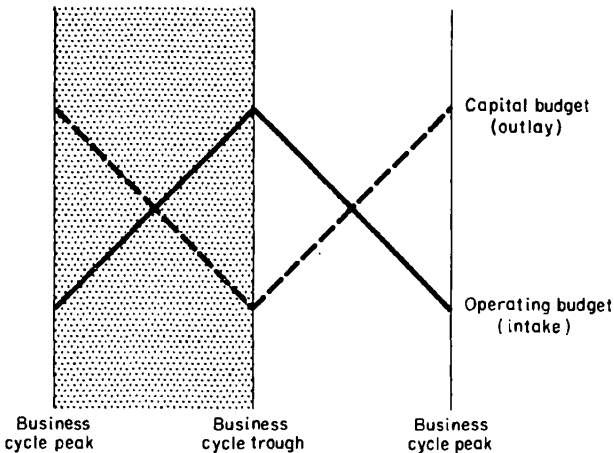 Capital budget
(outlay)
Operating budget
(intake)
Business
cycle peak
Business
cycle trough
Business
cycle peak